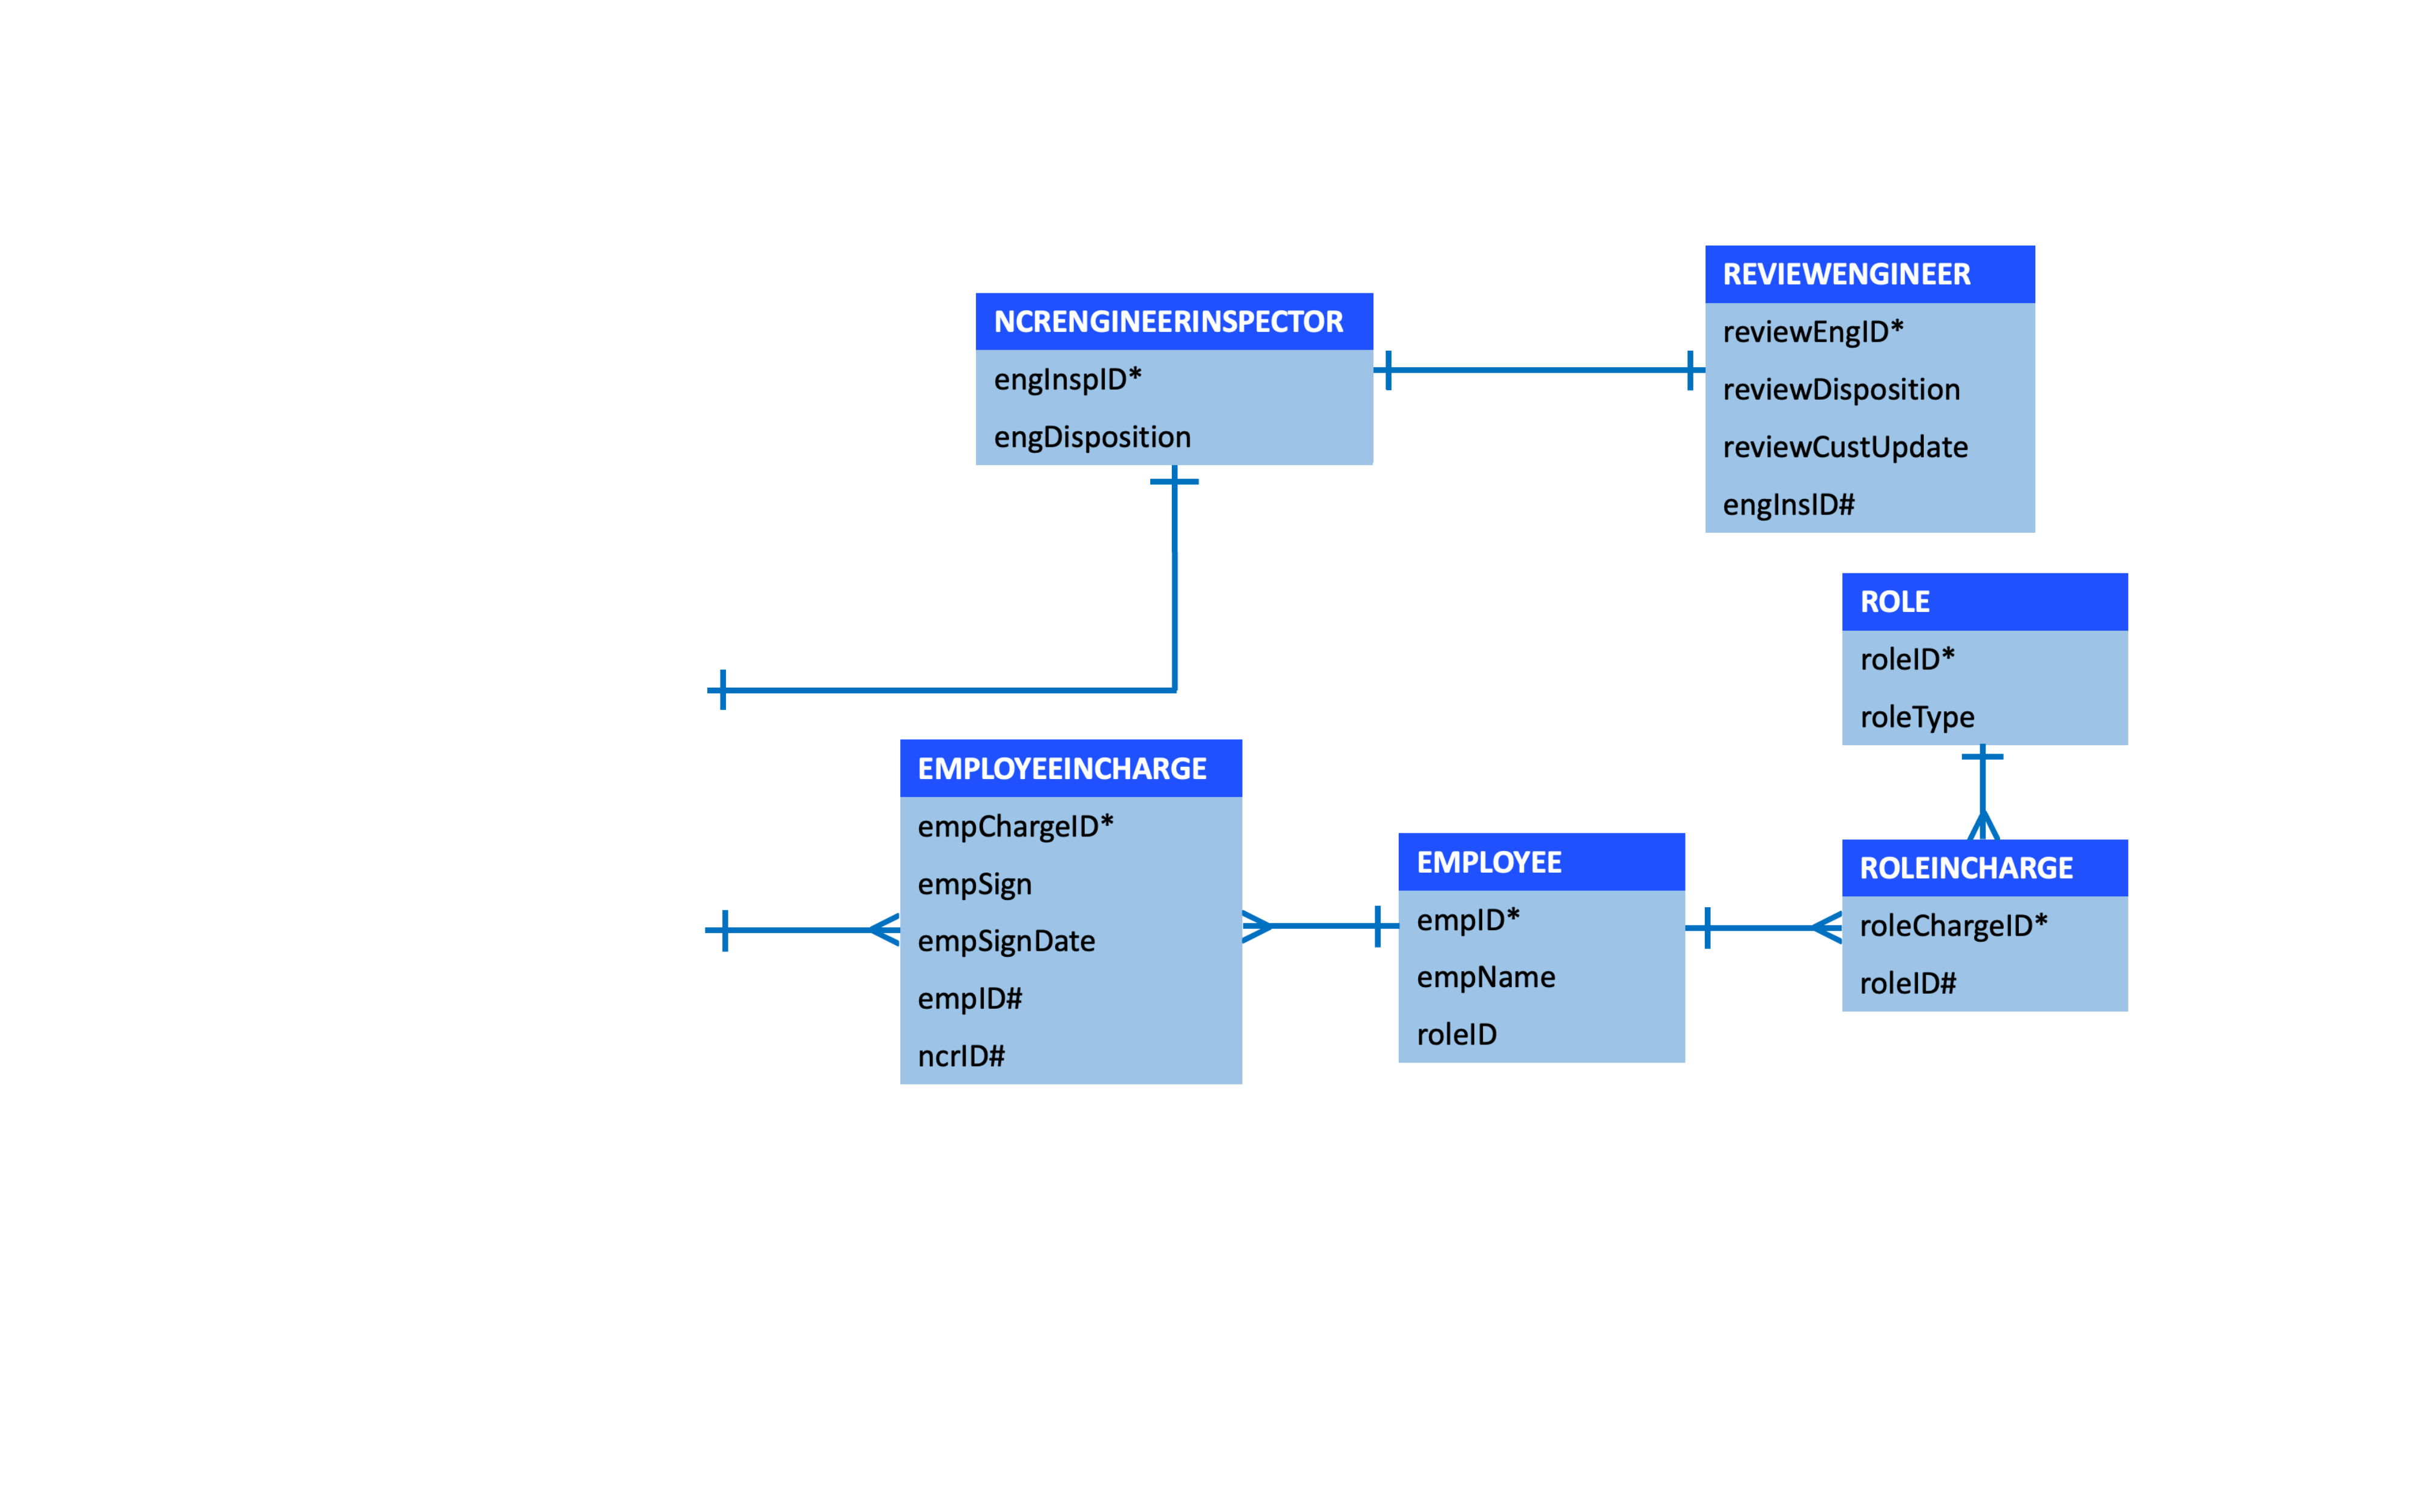 NCRENGINEERINSPECTOR
engInspID*
engDisposition
REVIEWENGINEER
reviewEngID*
reviewDisposition
reviewCustUpdate
engInsID#
ROLE
roleID*
roleType
EMPLOYEEINCHARGE
empChargeID*
empSign
empSignDate
empID#
ncrID#
EMPLOYEE
empID*
empName
roleID
ROLEINCHARGE
roleChargeID*
roleID#